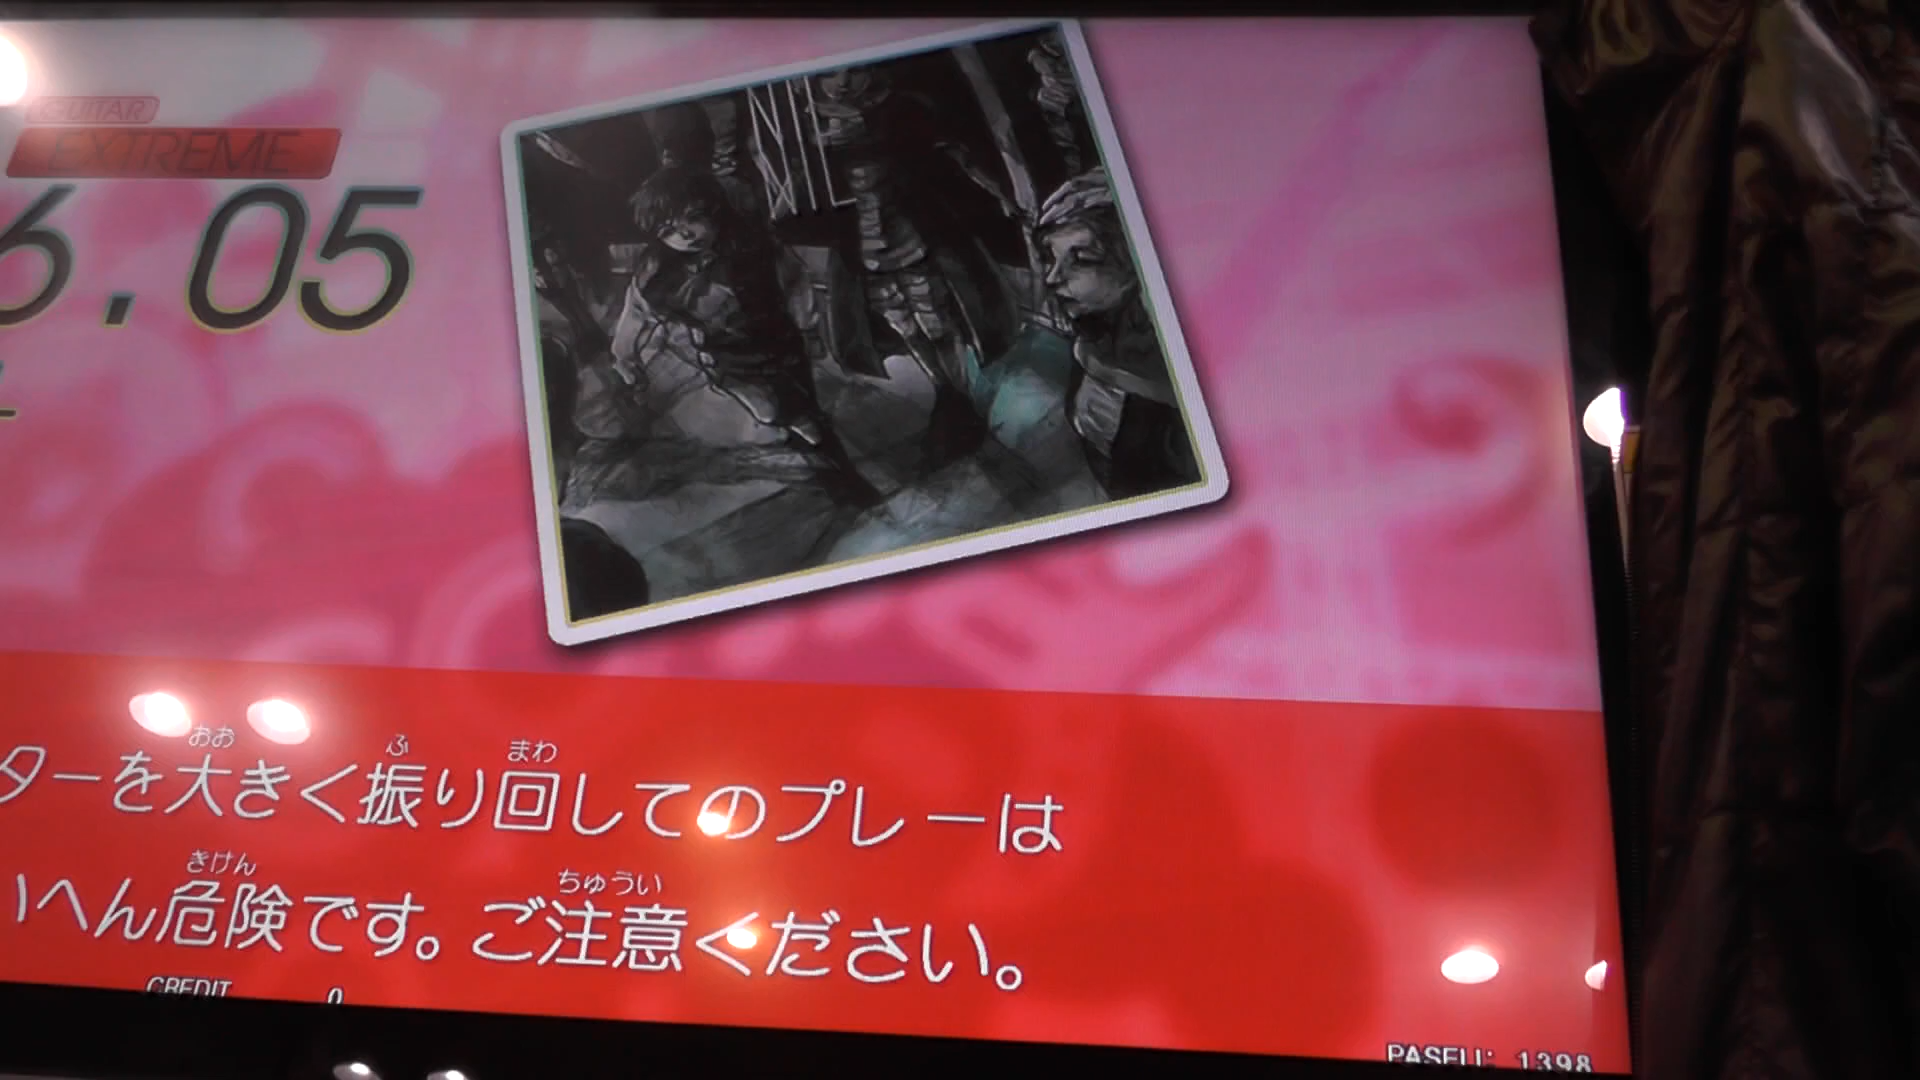 GUITAR
EXTREME
6.05
NIL
おお ふ まわ
ターを大きく振り回してのプレーは
きけん ちゅうい
いへん危険です。ご注意ください。
CREDIT 0
PASELI: 1398